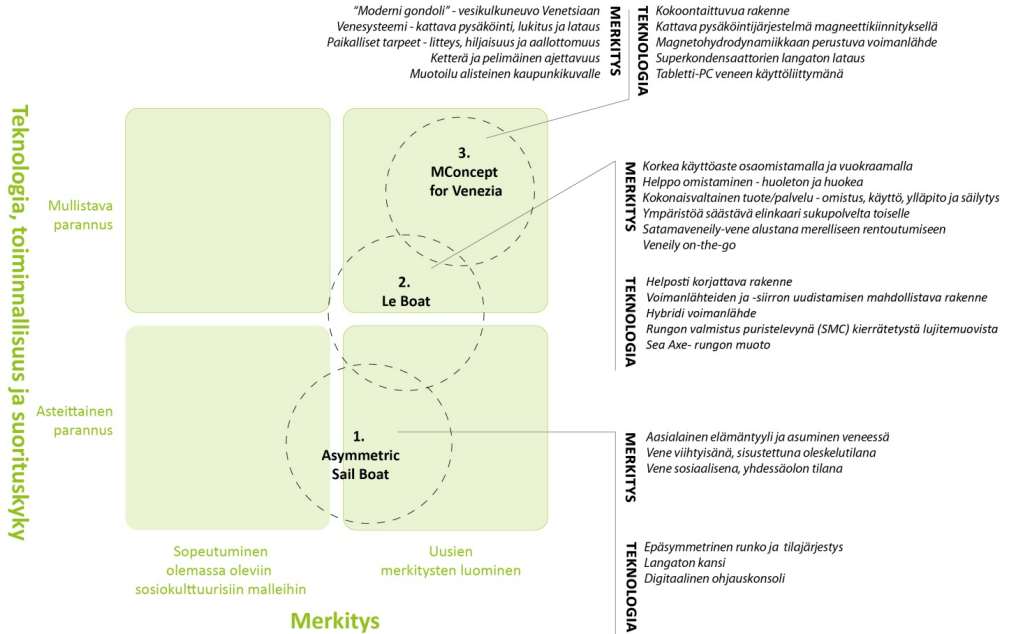 "Moderni gondoli" - vesikulkuneuvo Venetsiaan
Venesysteemi - kattava pysäköinti, lukitus ja lataus
Paikalliset tarpeet - litteys, hiljaisuus ja aallottomuus
Ketterä ja pelimäinen ajettavuus
Muotoilu alisteinen kaupunkikuvalle
MERKITYS
TEKNOLOGIA
Kokoontaittuvua rakenne
Kattava pysäköintijärjestelmä magneettikiinnityksellä
Magnetohydrodynamiikkaan perustuva voimanlähde
Superkondensaattorien langaton lataus
Tabletti-PC veneen käyttöliittymänä
Teknologia, toiminnallisuus ja suorituskyky
Mullistava
parannus
Asteittainen
parannus
3.
MConcept
for Venezia
2.
Le Boat
1.
Asymmetric
Sail Boat
MERKITYS
Korkea käyttöaste osaomistamalla ja vuokraamalla
Helppo omistaminen - huoleton ja huokea
Kokonaisvaltainen tuote/palvelu - omistus, käyttö, ylläpito ja säilytys
Ympäristöä säästävä elinkaari sukupolvelta toiselle
Satamaveneily-vene alustana merelliseen rentoutumiseen
Veneily on-the-go
TEKNOLOGIA
Helposti korjattava rakenne
Voimanlähteiden ja -siirron uudistamisen mahdollistava rakenne
Hybridi voimanlähde
Rungon valmistus puristelevynä (SMC) kierrätetystä lujitemuovista
Sea Axe- rungon muoto
MERKITYS
Aasialainen elämäntyyli ja asuminen veneessä
Vene viihtyisänä, sisustettuna oleskelutilana
Vene sosiaalisena, yhdessäolon tilana
TEKNOLOGIA
Epäsymmetrinen runko ja tilajärjestys
Langaton kansi
Digitaalinen ohjauskonsoli
Sopeutuminen
olemassa oleviin
sosiokulttuurisiin malleihin
Uusien
merkitysten luominen
Merkitys